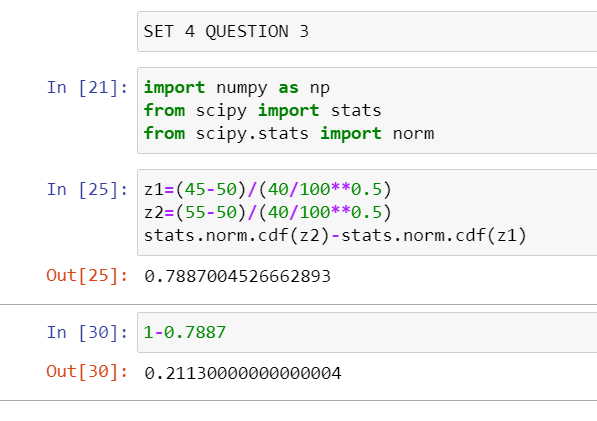 SET 4 QUESTION 3
In [21]: import numpy as np
from scipy import stats
from scipy.stats import norm
In [25]: z1=(45-50)/(40/100**0.5)
z2=(55-50)/(40/100**0.5)
stats.norm.cdf(z2)-stats.norm.cdf(z1)
Out[25]: 0.7887004526662893
In [30]: 1-0.7887
Out[30]: 0.21130000000000004